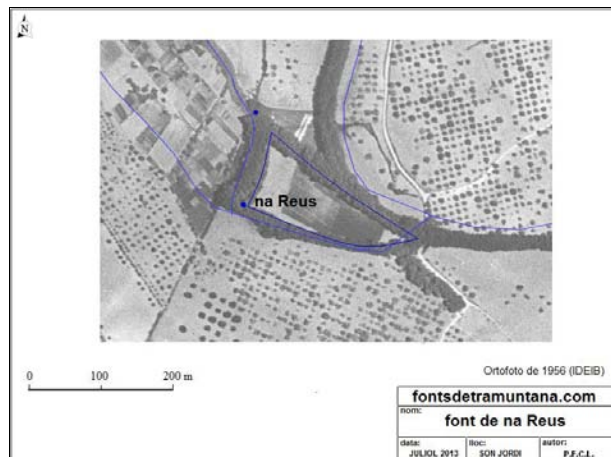 N
na Reus
Ortofoto de 1956 (IDEIB)
0 100 200 m
fontsdetramuntana.com
nom:
font de na Reus
data: lloc: autor:
JULIOL 2013 SON JORDI P.F.C.L.